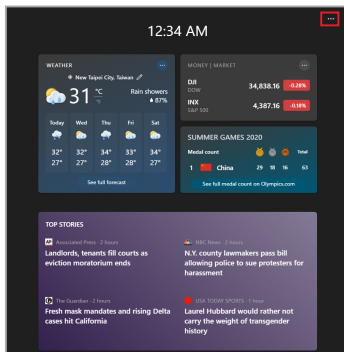 ...
12:34 AM
WEATHER
...
New Taipei City, Taiwan
31 °C
°F
Rain showers
87%
Today Wed Thu Fri Sat
32° 32° 34° 33° 34°
27° 27° 28° 28° 27°
See full forecast
MONEY | MARKET
...
DJI
DOW
34,838.16 -0.28%
INX
S&P 500
4,387.16 -0.18%
SUMMER GAMES 2020
Medal count Total
1 China 29 18 16 63
See full medal count on Olympics.com
TOP STORIES
AP Associated Press · 2 hours
Landlords, tenants fill courts as
eviction moratorium ends
NBC News · 2 hours
N.Y. county lawmakers pass bill
allowing police to sue protesters for
harassment
The Guardian · 2 hours
Fresh mask mandates and rising Delta
cases hit California
USA TODAY SPORTS · 1 hour
Laurel Hubbard would rather not
carry the weight of transgender
history